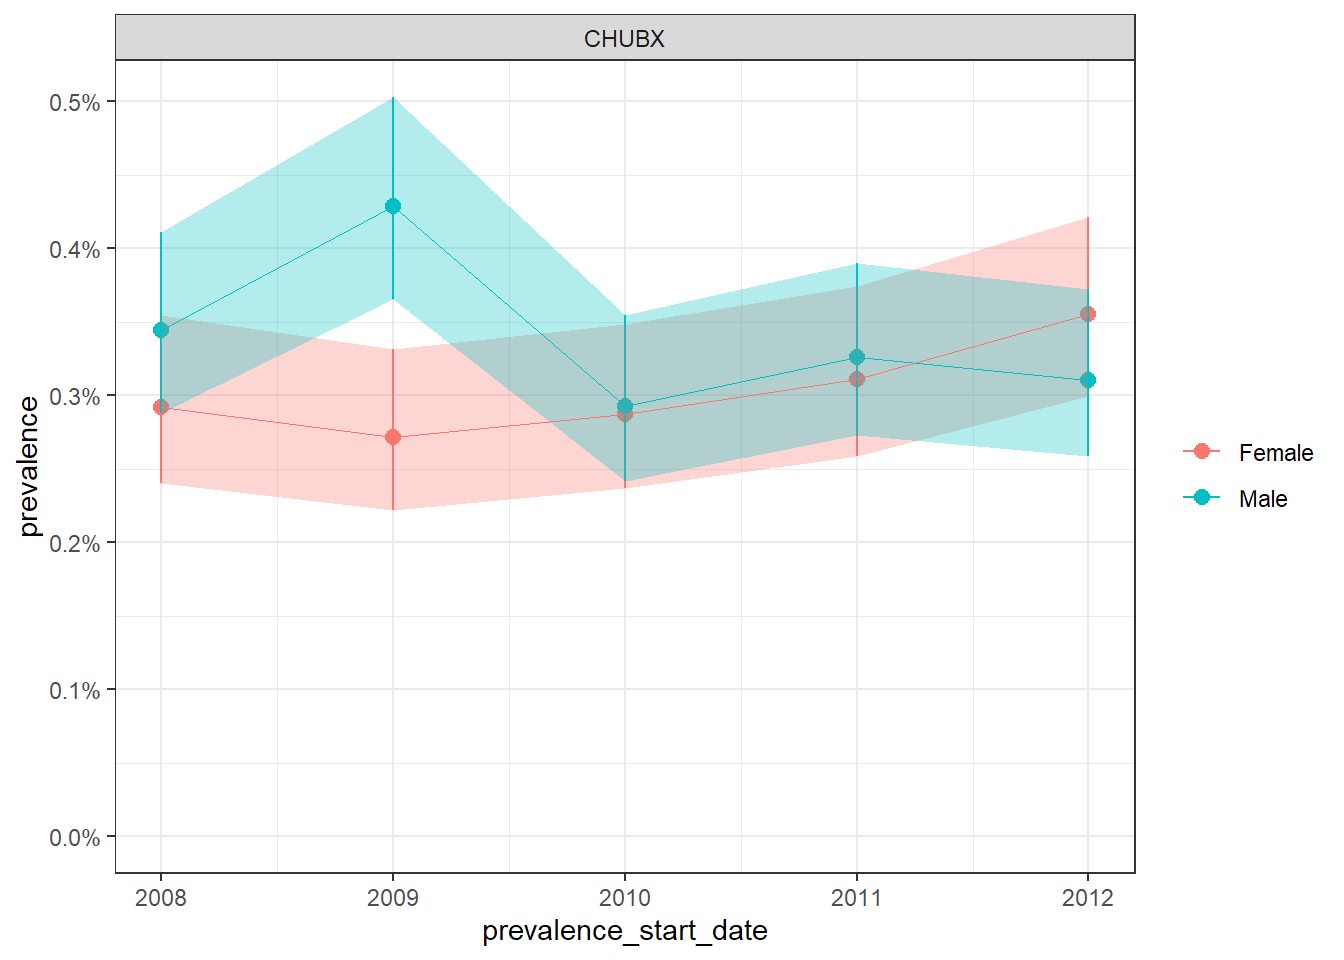 CHUBX
0.5%
0.4%
0.3%
0.2%
0.1%
0.0%
prevalence
2008 2009 2010 2011 2012
prevalence_start_date
Female
Male